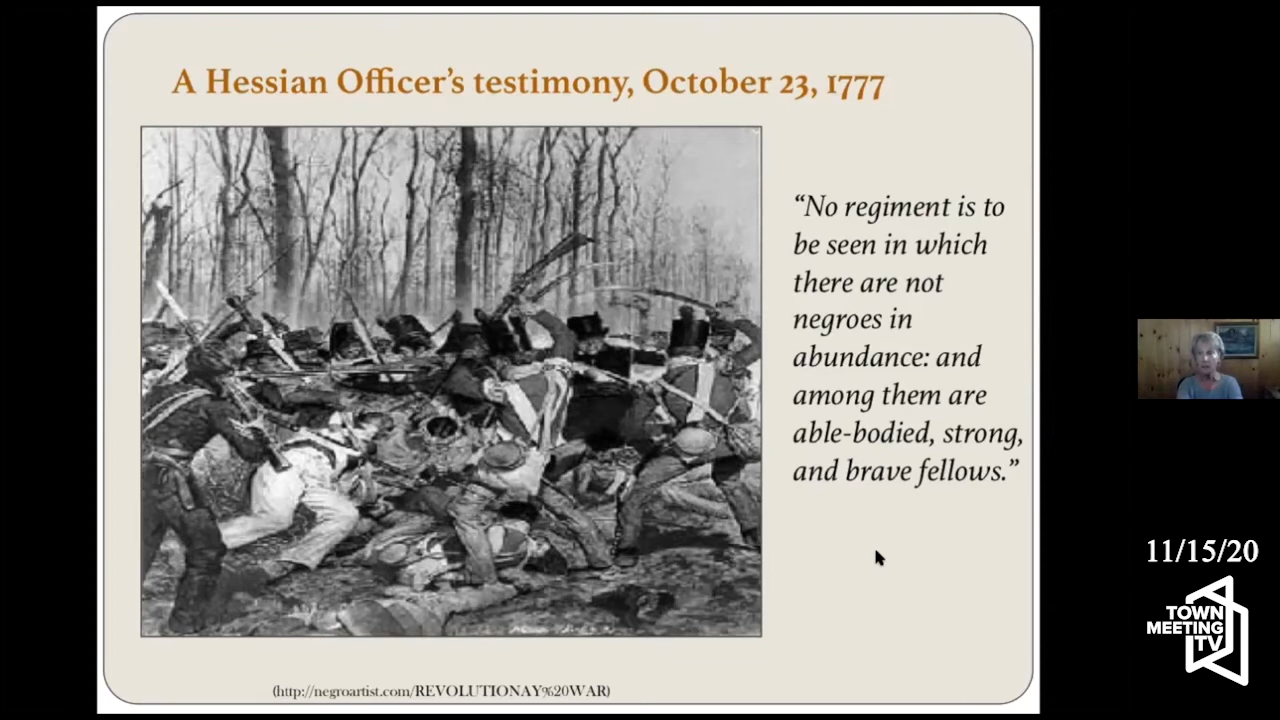 A Hessian Officer’s testimony, October 23, 1777
“No regiment is to
be seen in which
there are not
negroes in
abundance: and
among them are
able-bodied, strong,
and brave fellows.”
(http://negroartist.com/REVOLUTIONAY%20WAR)
11/15/20
TOWN
MEETING
TV